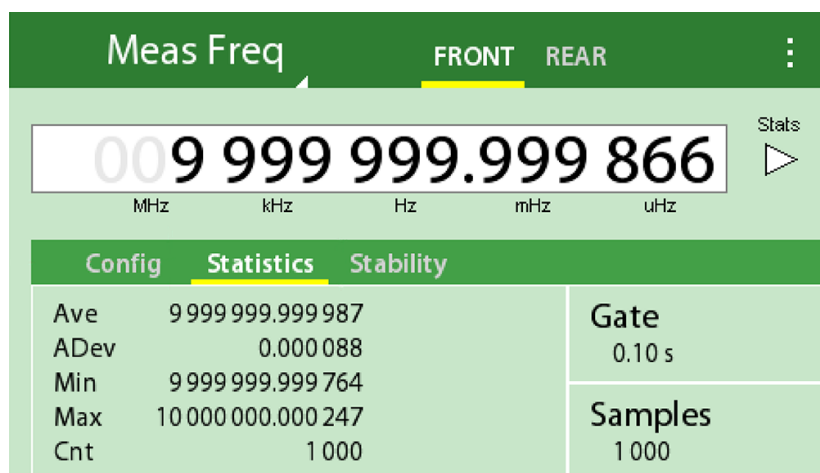 Meas Freq FRONT REAR
Stats
009 999 999.999 866
MHz kHz Hz mHz uHz
Config Statistics Stability
Ave 9 999 999.999 987
ADev 0.000 088
Min 9 999 999.999 764
Max 10 000 000.000 247
Cnt 1 000
Gate
0.10 s
Samples
1 000